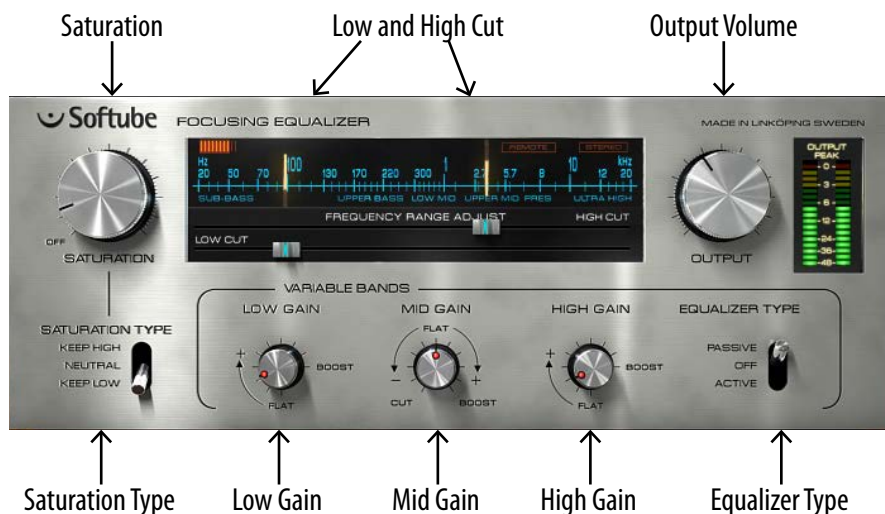 Saturation Low and High Cut Output Volume
Softube FOCUSING EQUALIZER MADE IN LINKÖPING SWEDEN
REMOTE STEREO
OUTPUT
PEAK
Hz 100 1 10 kHz
20 50 70 130 170 200 300 2.7 5.7 8 12 20
SUB-BASS UPPER BASS LOW MID UPPER MID PRES ULTRA HIGH
FREQUENCY RANGE ADJUST HIGH CUT
LOW CUT
0
3
6
12
24
36
48
OFF
SATURATION
OUTPUT
VARIABLE BANDS
LOW GAIN MID GAIN HIGH GAIN EQUALIZER TYPE
SATURATION TYPE
KEEP HIGH
NEUTRAL
KEEP LOW
+ BOOST
FLAT
FLAT
- +
CUT BOOST
+ BOOST
FLAT
PASSIVE
OFF
ACTIVE
Saturation Type Low Gain Mid Gain High Gain Equalizer Type